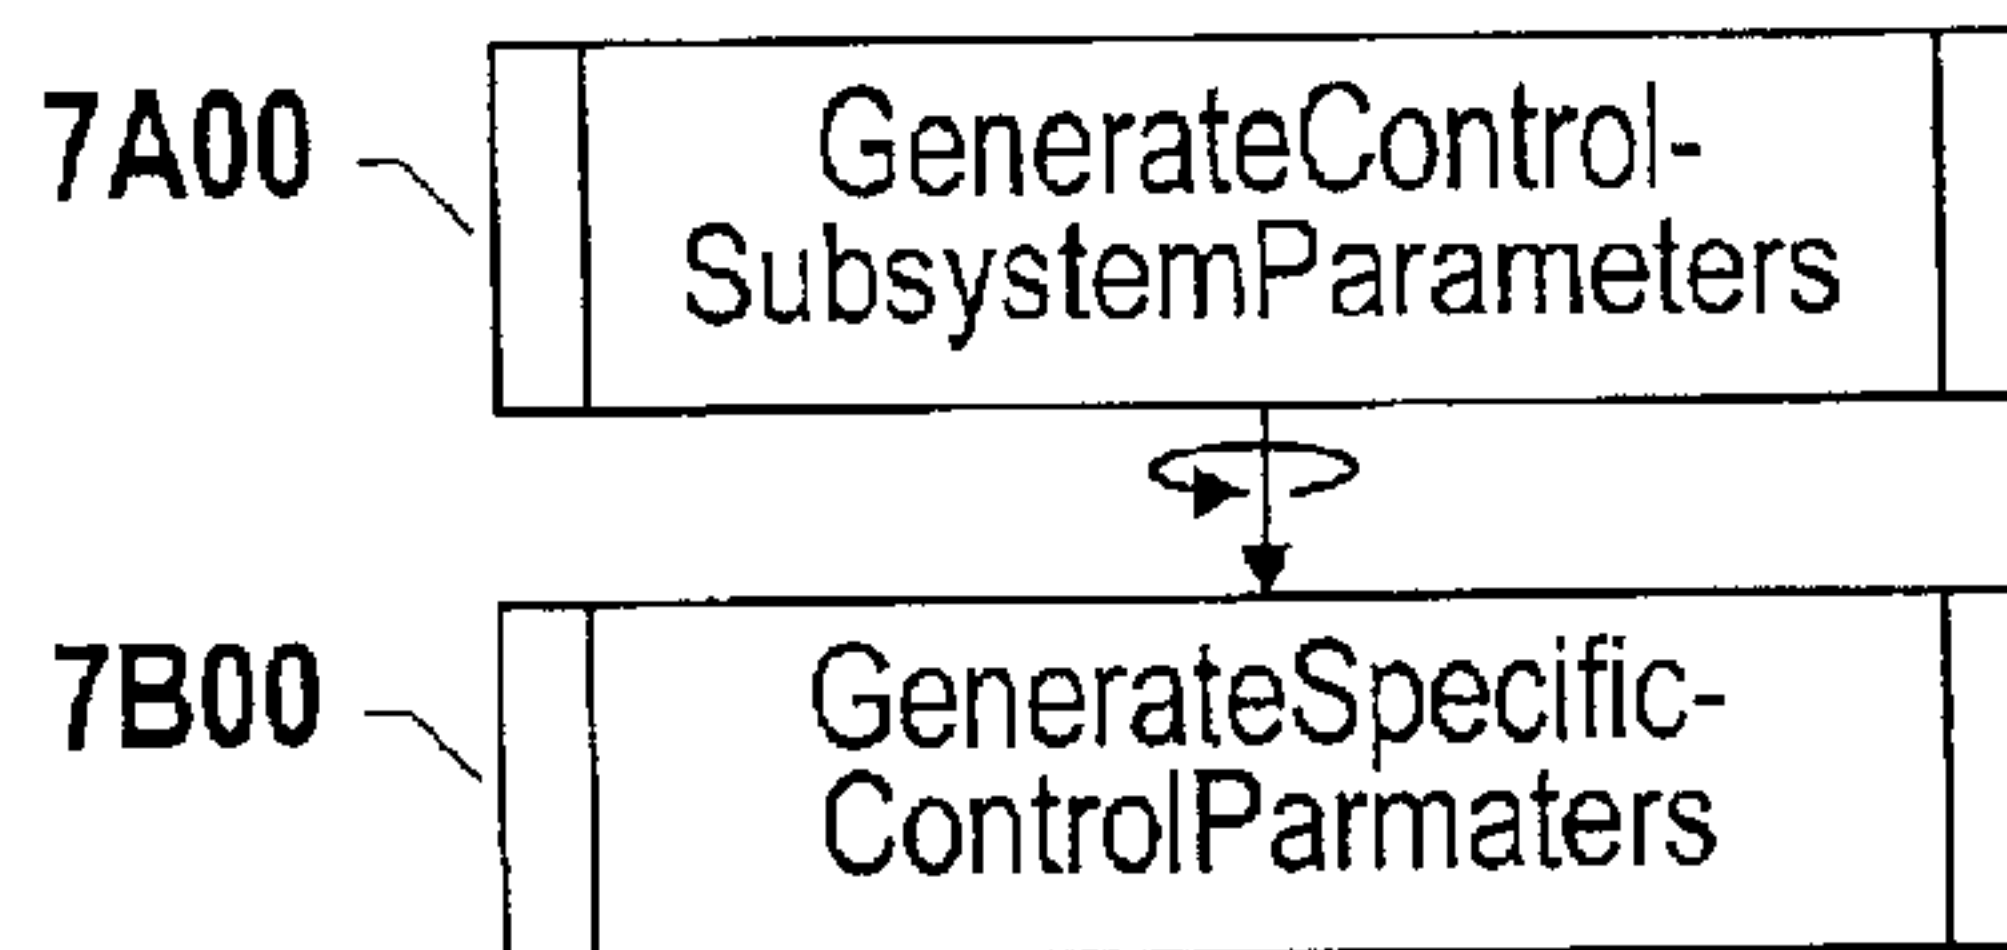 7A00
GenerateControl-
SubsystemParameters
7B00
GenerateSpecific-
ControlParmaters